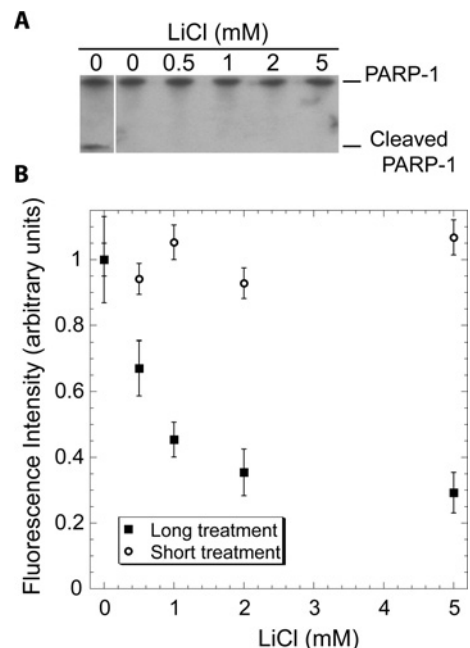 A
LiCl (mM)
0 0 0.5 1 2 5
PARP-1
Cleaved
PARP-1
B
Fluorescence Intensity (arbitrary units)
1
0.8
0.6
0.4
0.2
0
Long treatment
Short treatment
0 1 2 3 4 5
LiCl (mM)